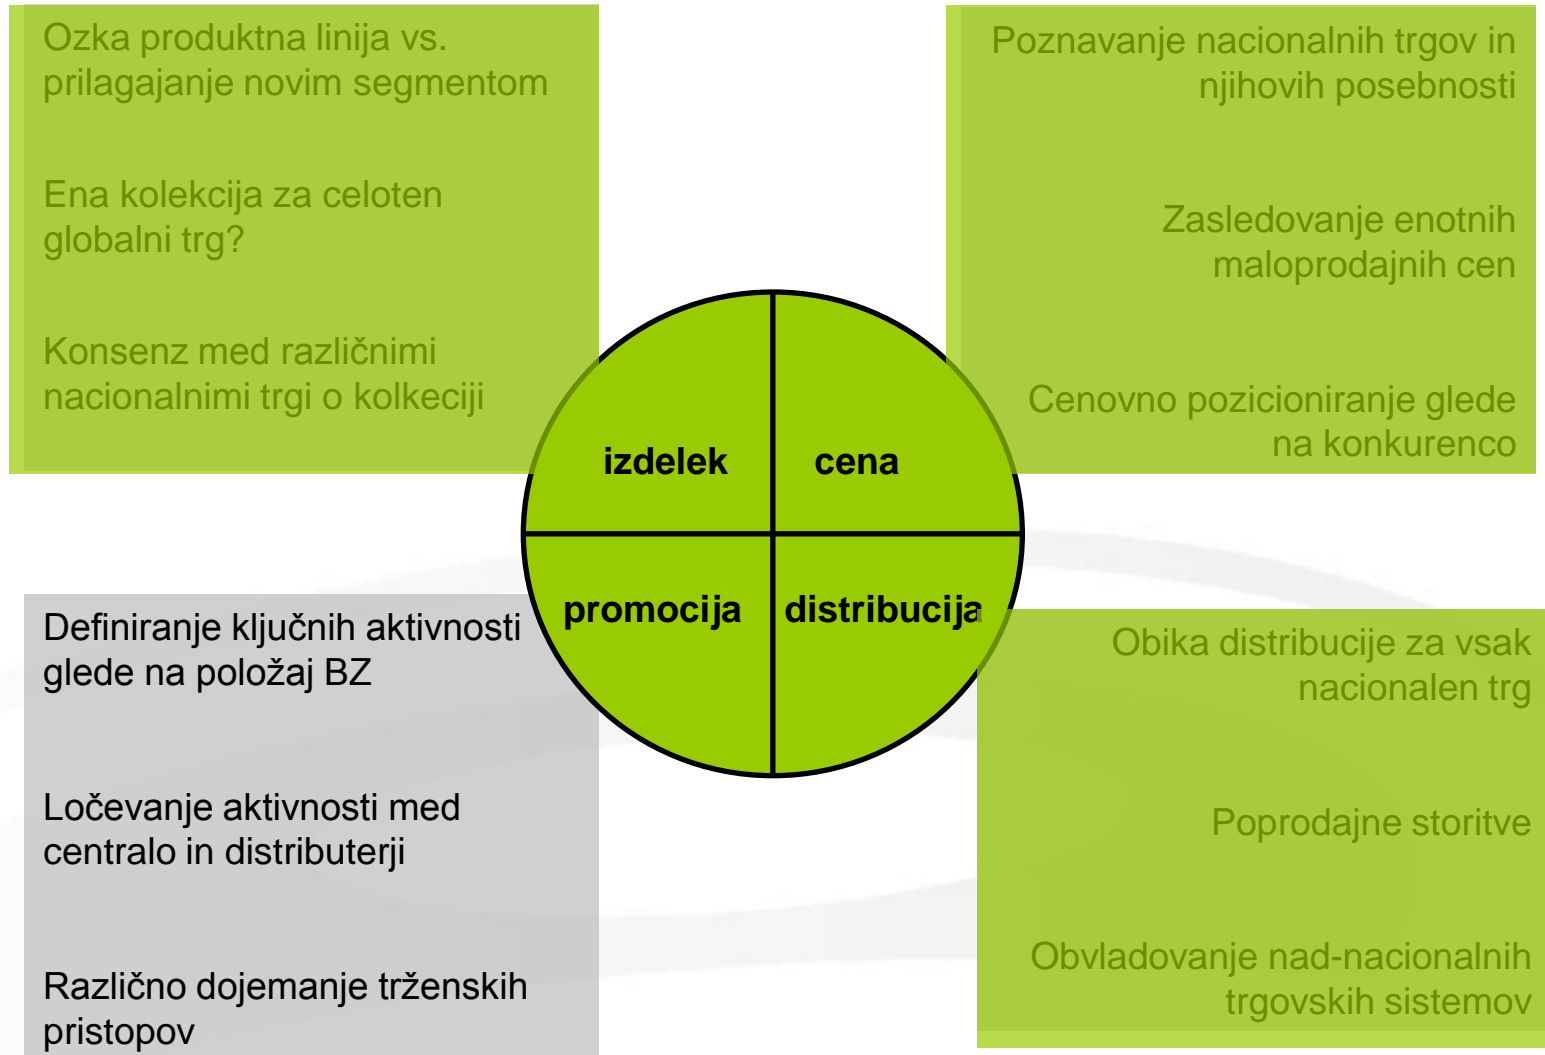 Ozka produktna linija vs.
prilagajanje novim segmentom
Ena kolekcija za celoten
globalni trg?
Konsenz med različnimi
nacionalnimi trgi o kolkeciji
Poznavanje nacionalnih trgov in
njihovih posebnosti
Zasledovanje enotnih
maloprodajnih cen
Cenovno pozicioniranje glede
na konkurenco
izdelek
cena
promocija
distribucija
Definiranje ključnih aktivnosti
glede na položaj BZ
Ločevanje aktivnosti med
centralo in distributerji
Različno dojemanje trženskih
pristopov
Obika distribucije za vsak
nacionalen trg
Poprodajne storitve
Obvladovanje nad-nacionalnih
trgovskih sistemov